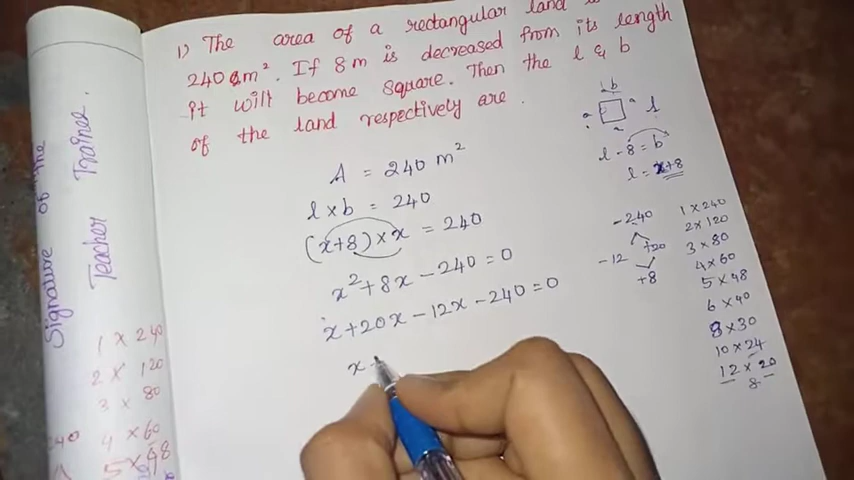 1) The area of a rectangular land is
240 m². If 8 m is decreased from its length
it will become square. Then the l & b
of the land respectively are .
A = 240 m²
l × b = 240
(x+8) × x = 240
x² + 8x - 240 = 0
x + 20x - 12x - 240 = 0
x
b
a
a
a
l
l - 8 = b
l = x+8
-240
-12 +20
+8
1 × 240
2 × 120
3 × 80
4 × 60
5 × 48
6 × 40
8 × 30
10 × 24
12 × 20
8
Signature of the
Teacher Trainee.
1 × 240
2 × 120
3 × 80
4 × 60
5 × 48
240